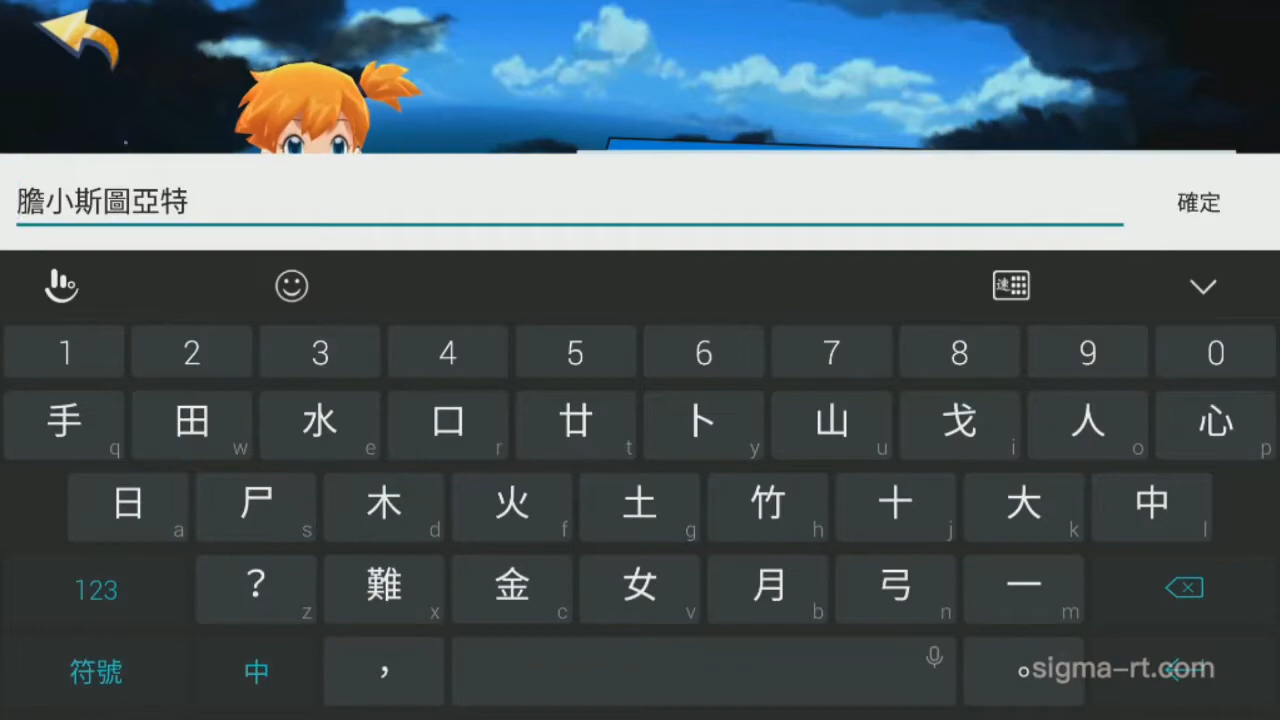 膽小斯圖亞特
確定
速
1 2 3 4 5 6 7 8 9 0
手 q 田 w 水 e 口 r 廿 t 卜 y 山 u 戈 i 人 o 心 p
日 a 尸 s 木 d 火 f 土 g 竹 h 十 j 大 k 中 l
123 ? z 難 x 金 c 女 v 月 b 弓 n 一 m
符號 中 , 。 sigma-rt.com